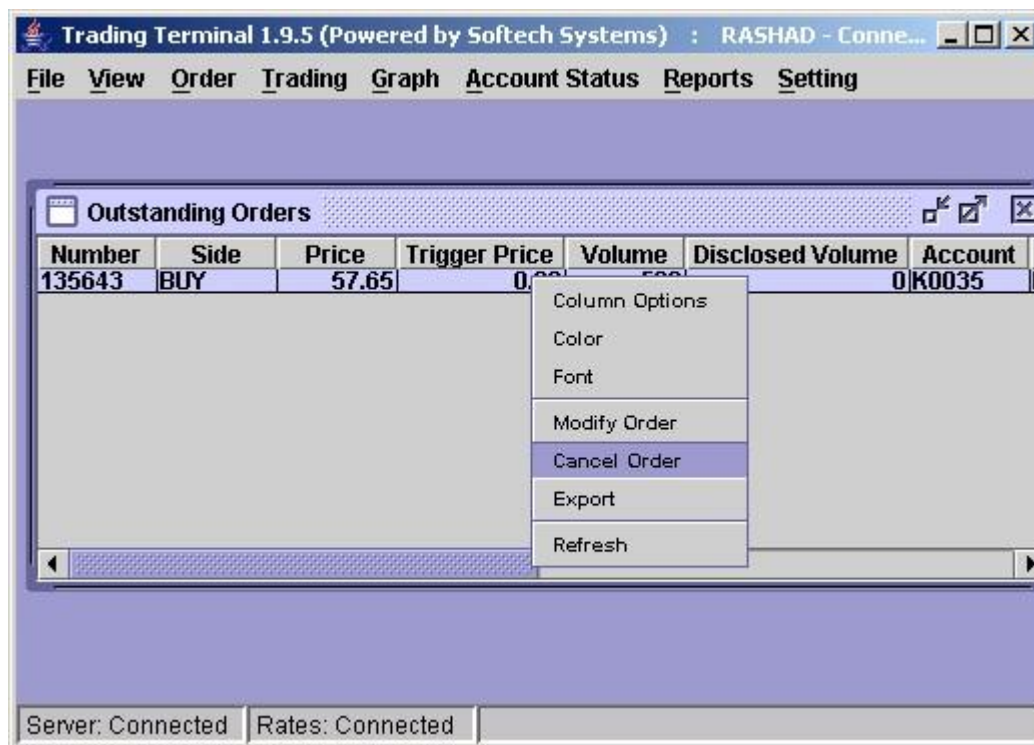 Trading Terminal 1.9.5 (Powered by Softech Systems) : RASHAD - Conne...
File View Order Trading Graph Account Status Reports Setting
Outstanding Orders
Number Side Price Trigger Price Volume Disclosed Volume Account
135643 BUY 57.65 0 K0035
Column Options
Color
Font
Modify Order
Cancel Order
Export
Refresh
Server: Connected Rates: Connected